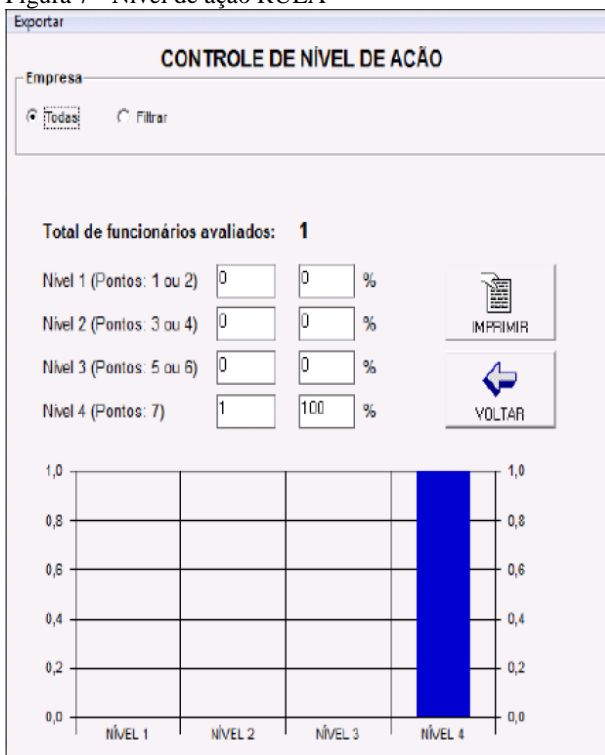 Figura 7 - Nível de ação RULA
Exportar
CONTROLE DE NÍVEL DE ACÃO
Empresa
Todas Filtrar
Total de funcionários avaliados: 1
Nivel 1 (Pontos: 1 ou 2) 0 0 %
Nivel 2 (Pontos: 3 ou 4) 0 0 %
Nivel 3 (Pontos: 5 ou 6) 0 0 %
Nivel 4 (Pontos: 7) 1 100 %
IMPRIMIR
VOLTAR
1,0 1,0
0,8 0,8
0,6 0,6
0,4 0,4
0,2 0,2
0,0 0,0
NÍVEL 1 NÍVEL 2 NÍVEL 3 NÍVEL 4